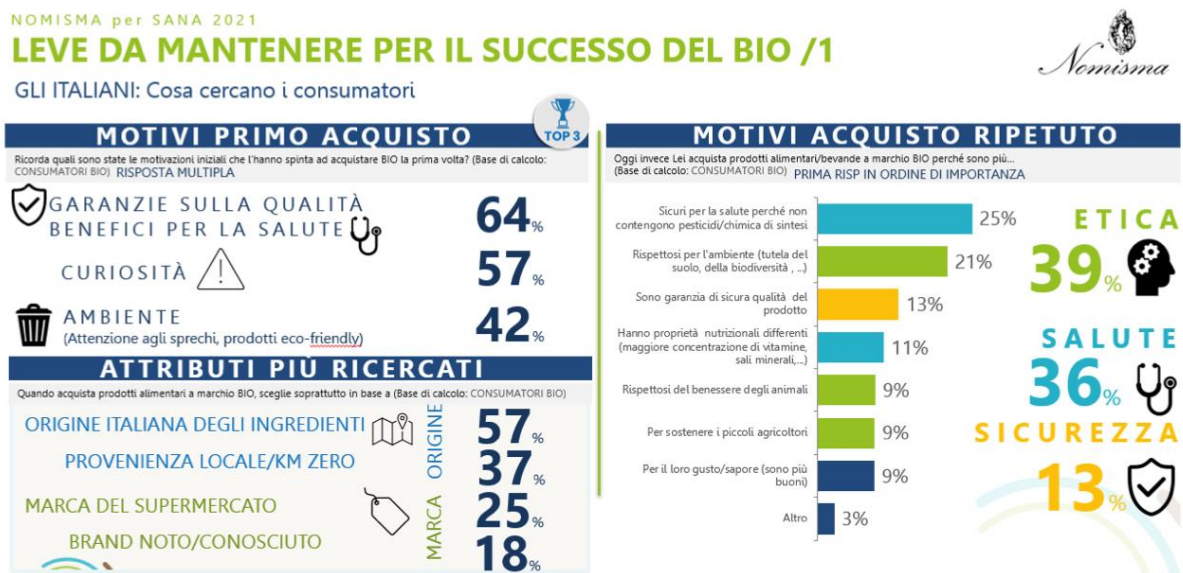 NOMISMA per SANA 2021
LEVE DA MANTENERE PER IL SUCCESSO DEL BIO /1
Nomisma
GLI ITALIANI: Cosa cercano i consumatori
MOTIVI PRIMO ACQUISTO
TOP 3
Ricorda quali sono state le motivazioni iniziali che l'hanno spinta ad acquistare BIO la prima volta? (Base di calcolo:
CONSUMATORI BIO) RISPOSTA MULTIPLA
GARANZIE SULLA QUALITÀ
BENEFICI PER LA SALUTE
64%
CURIOSITÀ
57%
AMBIENTE
(Attenzione agli sprechi, prodotti eco-friendly)
42%
ATTRIBUTI PIÙ RICERCATI
Quando acquista prodotti alimentari a marchio BIO, sceglie soprattutto in base a (Base di calcolo: CONSUMATORI BIO)
ORIGINE
ORIGINE ITALIANA DEGLI INGREDIENTI
57%
PROVENIENZA LOCALE/KM ZERO
37%
MARCA
MARCA DEL SUPERMERCATO
25%
BRAND NOTO/CONOSCIUTO
18%
MOTIVI ACQUISTO RIPETUTO
Oggi invece Lei acquista prodotti alimentari/bevande a marchio BIO perché sono più...
(Base di calcolo: CONSUMATORI BIO) PRIMA RISP IN ORDINE DI IMPORTANZA
Sicuri per la salute perché non
contengono pesticidi/chimica di sintesi
25%
Rispettosi per l'ambiente (tutela del
suolo, della biodiversità , ...)
21%
Sono garanzia di sicura qualità del
prodotto
13%
Hanno proprietà nutrizionali differenti
(maggiore concentrazione di vitamine,
sali minerali,...)
11%
Rispettosi del benessere degli animali
9%
Per sostenere i piccoli agricoltori
9%
Per il loro gusto/sapore (sono più
buoni)
9%
Altro
3%
ETICA
39%
SALUTE
36%
SICUREZZA
13%